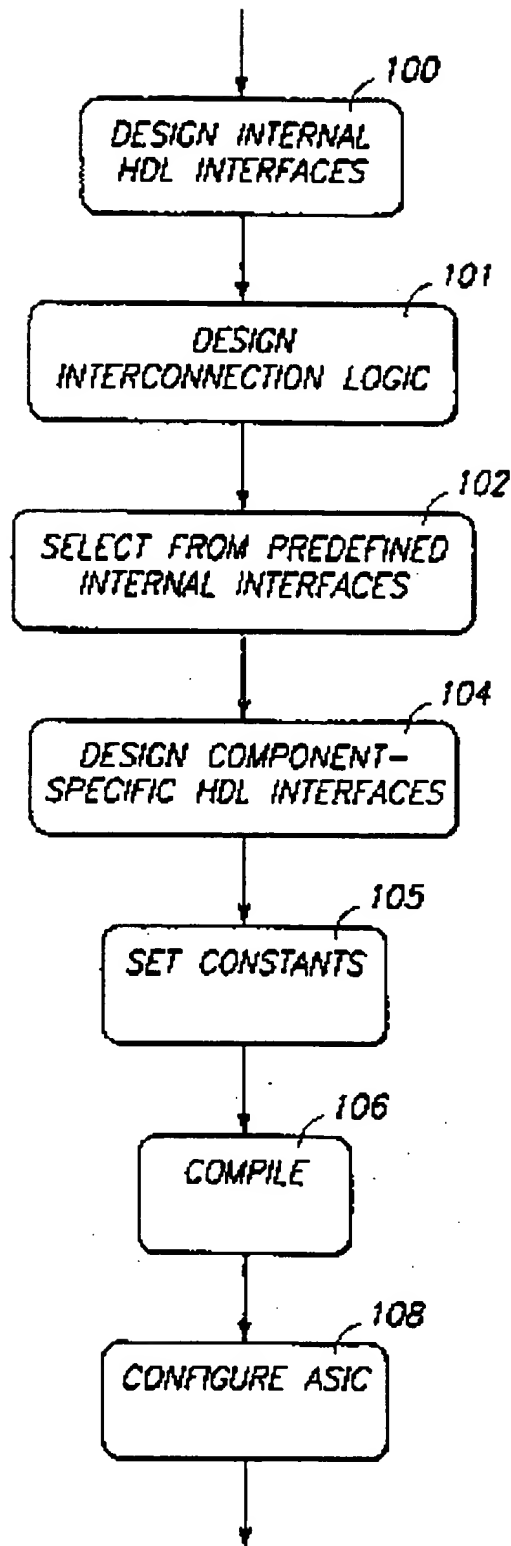 100
DESIGN INTERNAL
HDL INTERFACES
101
DESIGN
INTERCONNECTION LOGIC
102
SELECT FROM PREDEFINED
INTERNAL INTERFACES
104
DESIGN COMPONENT-
SPECIFIC HDL INTERFACES
105
SET CONSTANTS
106
COMPILE
108
CONFIGURE ASIC